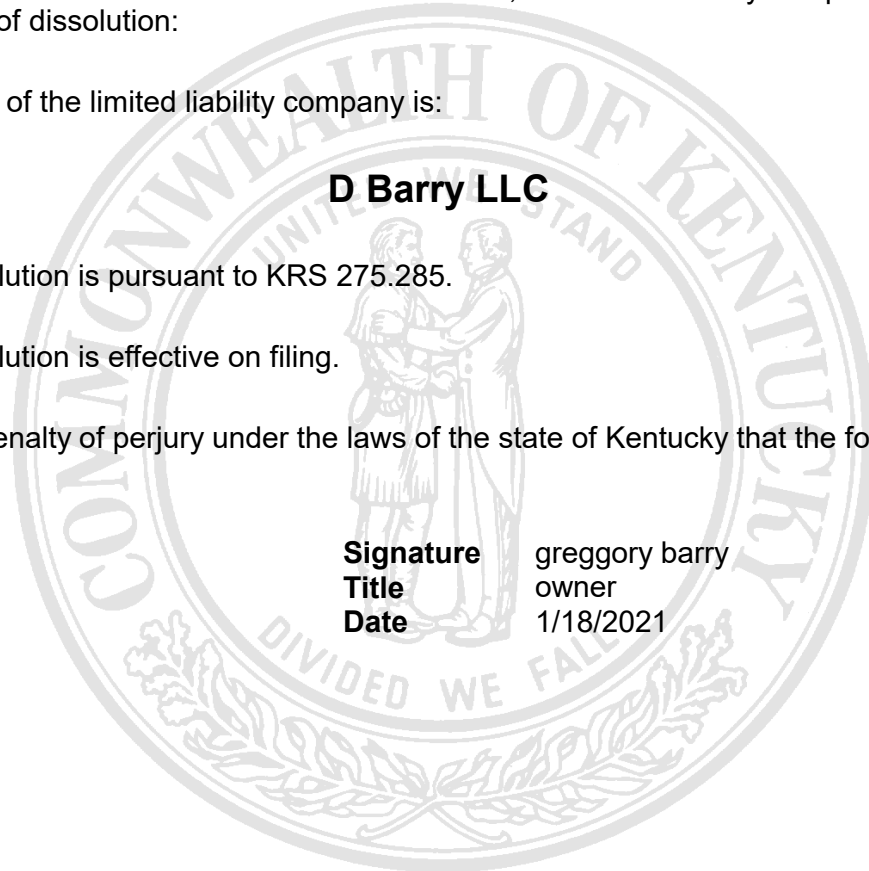 of dissolution:
of the limited liability company is:
D Barry LLC
lution is pursuant to KRS 275.285.
lution is effective on filing.
enalty of perjury under the laws of the state of Kentucky that the fo
Signature greggory barry
Title owner
Date 1/18/2021
COMMONWEALTH OF KENTUCKY
UNITED WE STAND
DIVIDED WE FALL